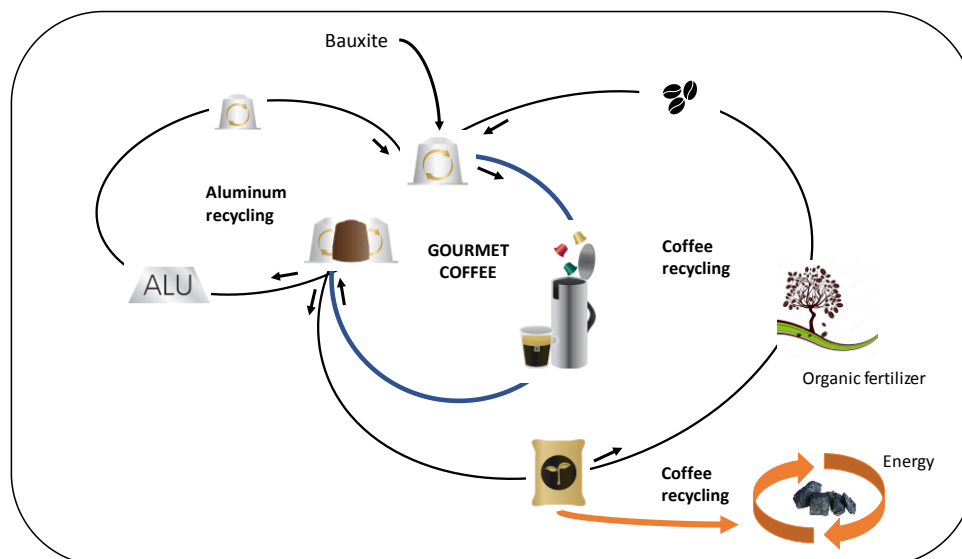 Bauxite
Aluminum
recycling
GOURMET
COFFEE
Coffee
recycling
ALU
Organic fertilizer
Coffee
recycling
Energy